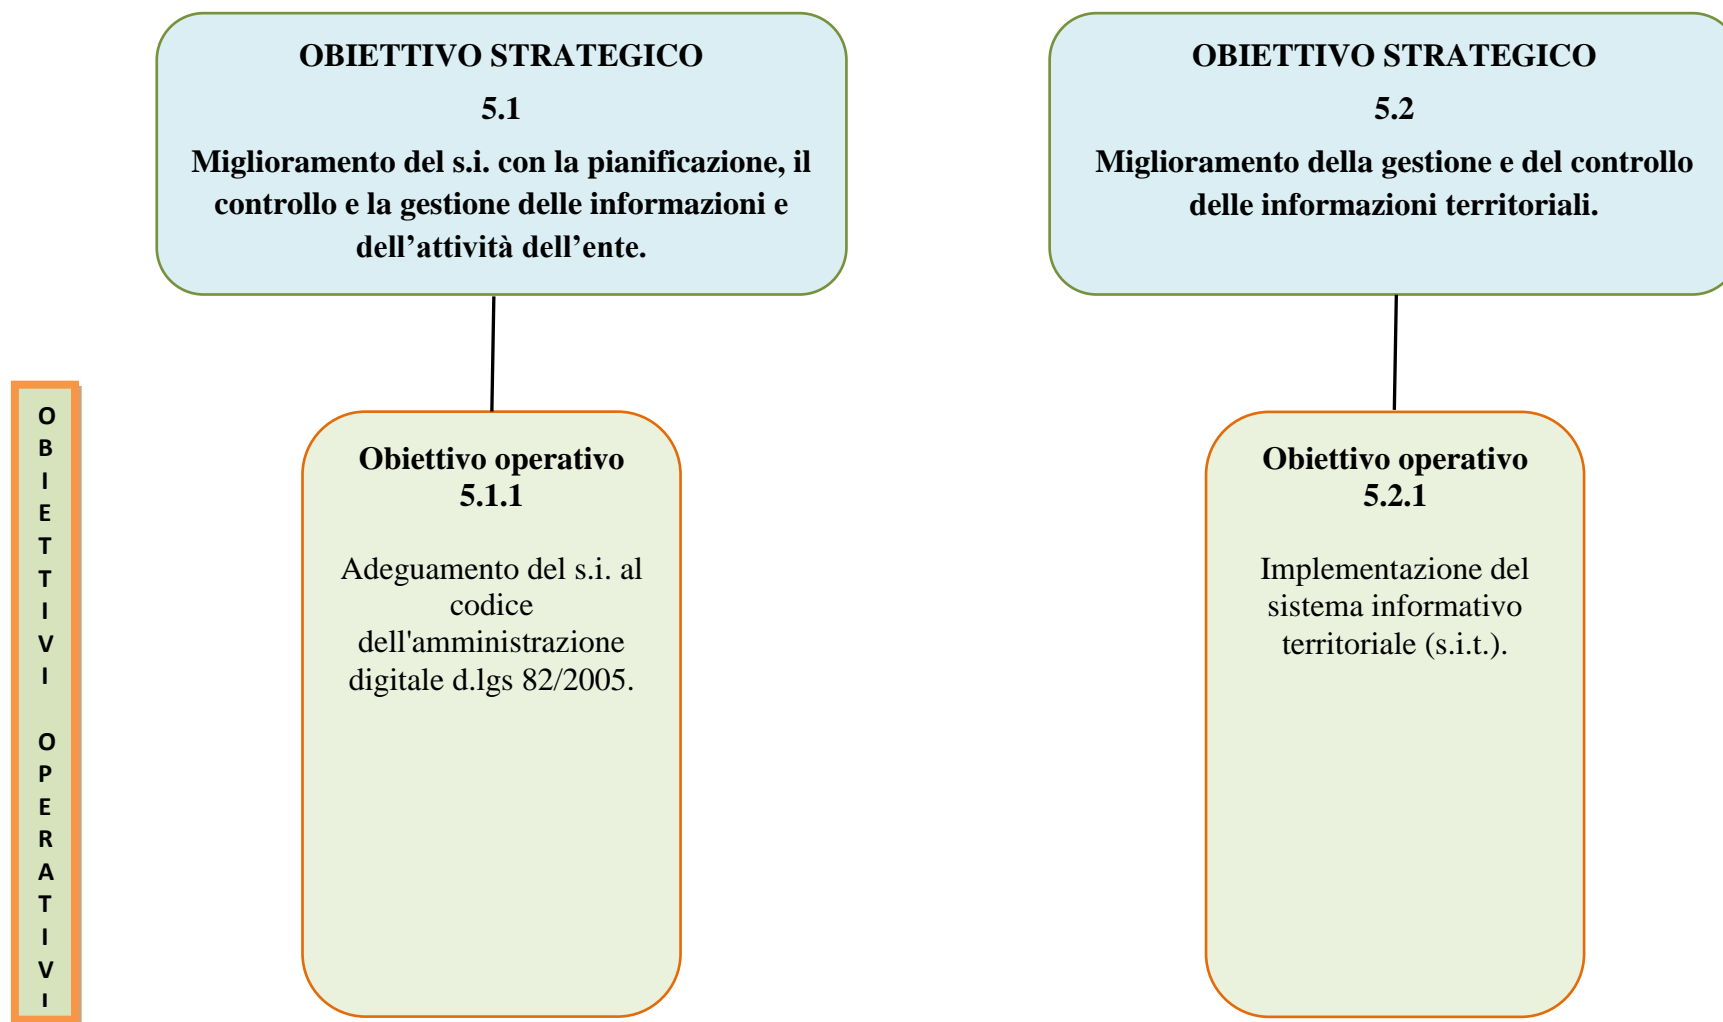 OBIETTIVO STRATEGICO
5.1
Miglioramento del s.i. con la pianificazione, il
controllo e la gestione delle informazioni e
dell’attività dell’ente.
OBIETTIVO STRATEGICO
5.2
Miglioramento della gestione e del controllo
delle informazioni territoriali.
O
B
I
E
T
T
I
V
I
O
P
E
R
A
T
I
V
I
Obiettivo operativo
5.1.1
Adeguamento del s.i. al
codice
dell'amministrazione
digitale d.lgs 82/2005.
Obiettivo operativo
5.2.1
Implementazione del
sistema informativo
territoriale (s.i.t.).